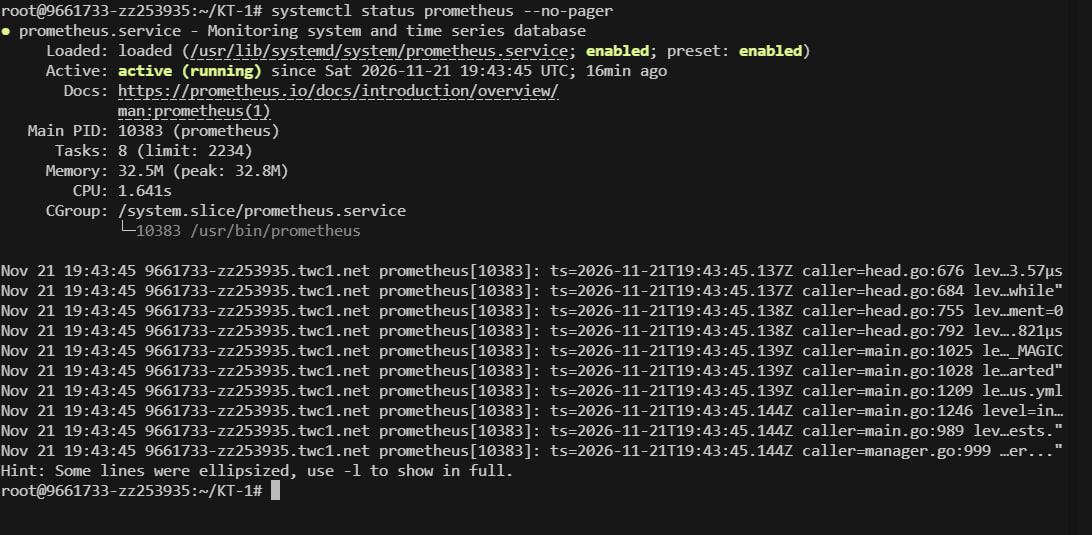 root@9661733-zz253935:~/KT-1# systemctl status prometheus --no-pager
● prometheus.service - Monitoring system and time series database
     Loaded: loaded (/usr/lib/systemd/system/prometheus.service; enabled; preset: enabled)
     Active: active (running) since Sat 2026-11-21 19:43:45 UTC; 16min ago
       Docs: https://prometheus.io/docs/introduction/overview/
             man:prometheus(1)
   Main PID: 10383 (prometheus)
      Tasks: 8 (limit: 2234)
     Memory: 32.5M (peak: 32.8M)
        CPU: 1.641s
     CGroup: /system.slice/prometheus.service
             └─10383 /usr/bin/prometheus

Nov 21 19:43:45 9661733-zz253935.twc1.net prometheus[10383]: ts=2026-11-21T19:43:45.137Z caller=head.go:676 lev…3.57µs
Nov 21 19:43:45 9661733-zz253935.twc1.net prometheus[10383]: ts=2026-11-21T19:43:45.137Z caller=head.go:684 lev…while"
Nov 21 19:43:45 9661733-zz253935.twc1.net prometheus[10383]: ts=2026-11-21T19:43:45.138Z caller=head.go:755 lev…ment=0
Nov 21 19:43:45 9661733-zz253935.twc1.net prometheus[10383]: ts=2026-11-21T19:43:45.138Z caller=head.go:792 lev….821µs
Nov 21 19:43:45 9661733-zz253935.twc1.net prometheus[10383]: ts=2026-11-21T19:43:45.139Z caller=main.go:1025 le…_MAGIC
Nov 21 19:43:45 9661733-zz253935.twc1.net prometheus[10383]: ts=2026-11-21T19:43:45.139Z caller=main.go:1028 le…arted"
Nov 21 19:43:45 9661733-zz253935.twc1.net prometheus[10383]: ts=2026-11-21T19:43:45.139Z caller=main.go:1209 le…us.yml
Nov 21 19:43:45 9661733-zz253935.twc1.net prometheus[10383]: ts=2026-11-21T19:43:45.144Z caller=main.go:1246 level=in…
Nov 21 19:43:45 9661733-zz253935.twc1.net prometheus[10383]: ts=2026-11-21T19:43:45.144Z caller=main.go:989 lev…ests."
Nov 21 19:43:45 9661733-zz253935.twc1.net prometheus[10383]: ts=2026-11-21T19:43:45.144Z caller=manager.go:999 …er..."
Hint: Some lines were ellipsized, use -l to show in full.
root@9661733-zz253935:~/KT-1#